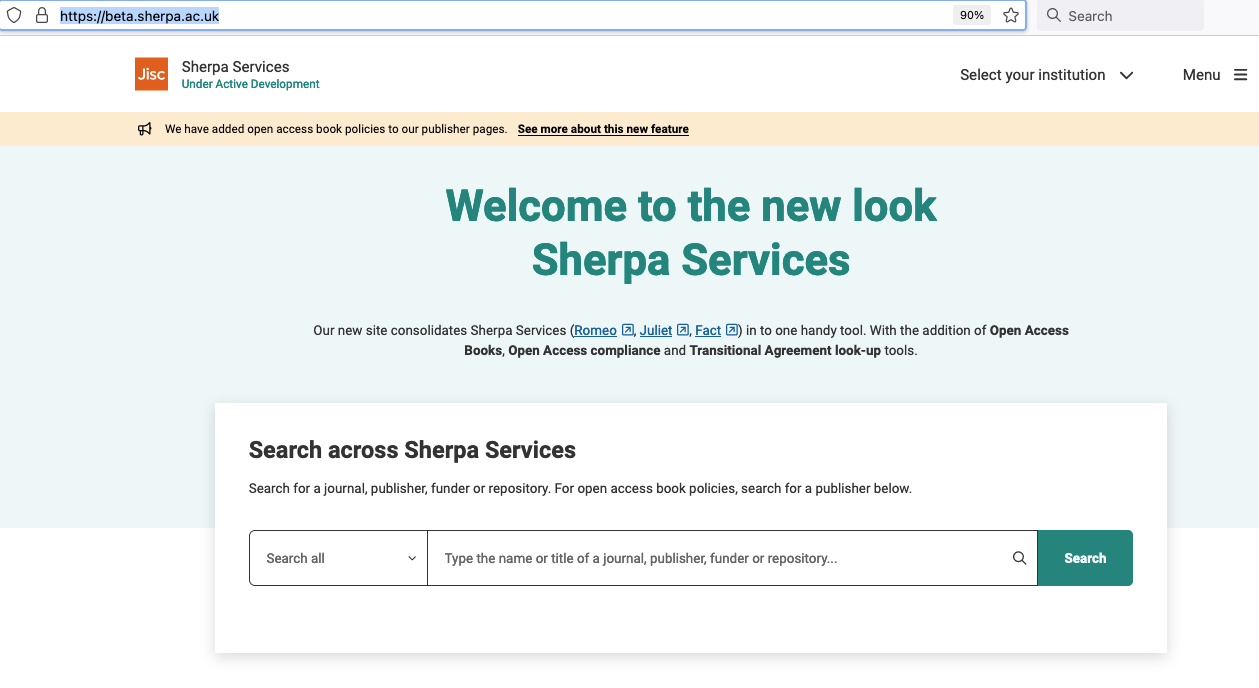 https://beta.sherpa.ac.uk
90%
Search
Jisc
Sherpa Services
Under Active Development
Select your institution
Menu
We have added open access book policies to our publisher pages. See more about this new feature
Welcome to the new look
Sherpa Services
Our new site consolidates Sherpa Services (Romeo, Juliet, Fact) in to one handy tool. With the addition of Open Access
Books, Open Access compliance and Transitional Agreement look-up tools.
Search across Sherpa Services
Search for a journal, publisher, funder or repository. For open access book policies, search for a publisher below.
Search all
Type the name or title of a journal, publisher, funder or repository...
Search